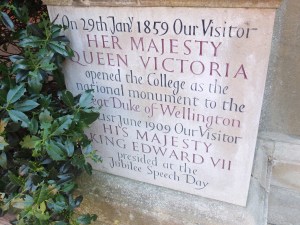 On 29th Jany 1859 Our Visitor
HER MAJESTY
QUEEN VICTORIA
opened the College as the
national monument to the
Duke of Wellington
June 1909 Our Visitor
HIS MAJESTY
KING EDWARD VII
presided at the
Jubilee Speech Day